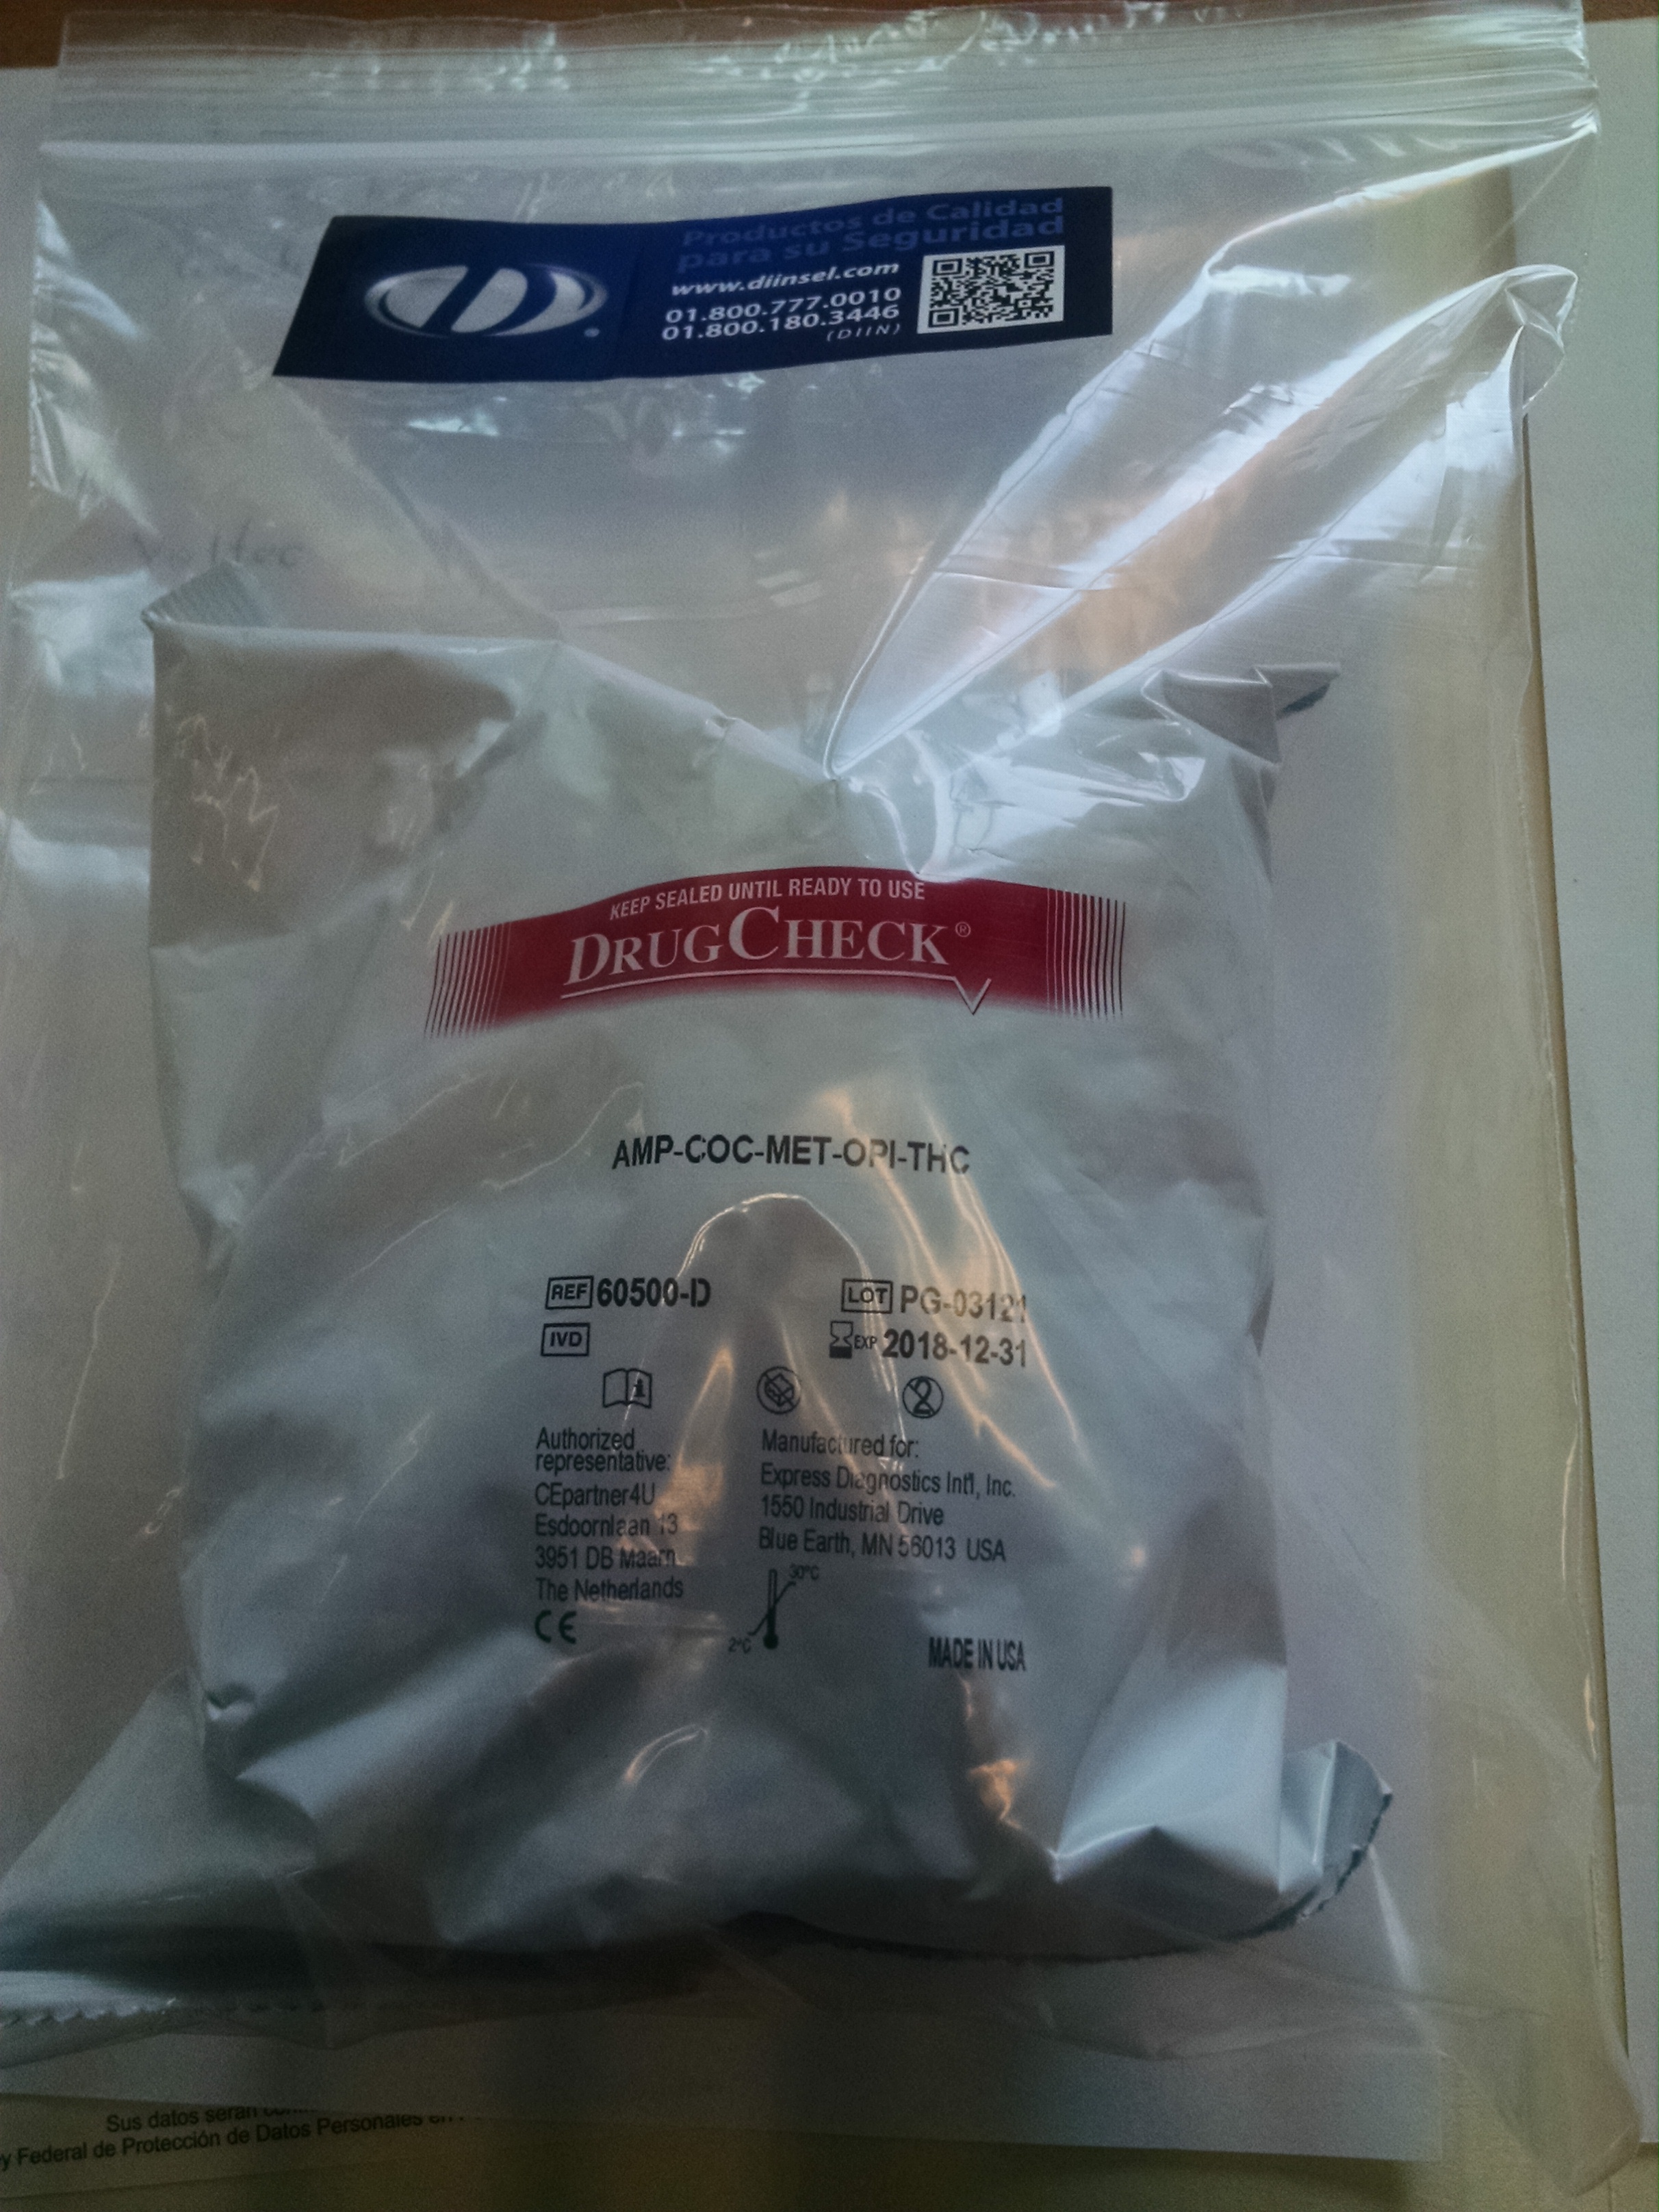 Productos de Calidad
para su Seguridad
www.diinsel.com
01.800.777.0010
01.800.180.3446
(DIIN)
KEEP SEALED UNTIL READY TO USE
DRUGCHECK®
AMP-COC-MET-OPI-THC
REF 60500-D
IVD
LOT PG-03121
EXP 2018-12-31
Authorized
representative:
CEpartner4U
Esdoornlaan 13
3951 DB Maarn
The Netherlands
CE
Manufactured for:
Express Diagnostics Int'l, Inc.
1550 Industrial Drive
Blue Earth, MN 56013 USA
30°C
2°C
MADE IN USA
Sus datos serán
y Federal de Protección de Datos Personales en